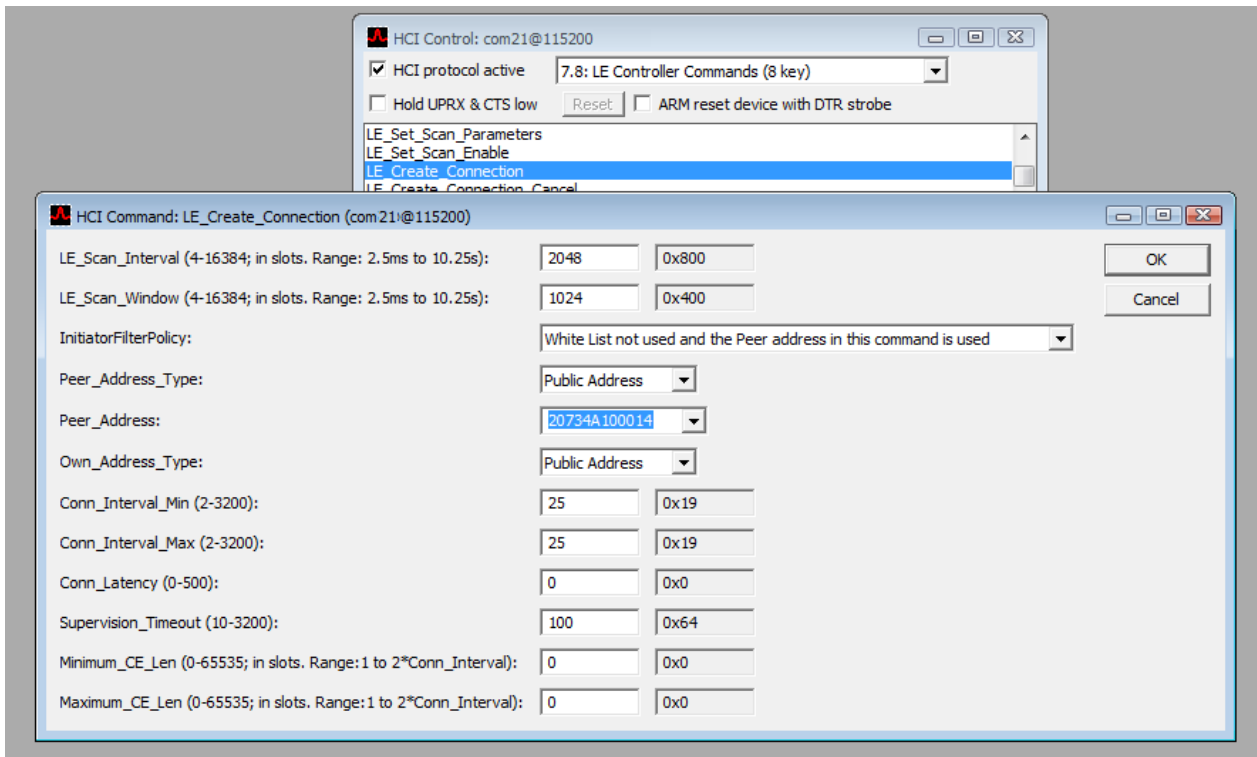 HCI Control: com21@115200
HCI protocol active 7.8: LE Controller Commands (8 key)
Hold UPRX & CTS low Reset ARM reset device with DTR strobe
LE_Set_Scan_Parameters
LE_Set_Scan_Enable
LE_Create_Connection
LE_Create_Connection_Cancel
HCI Command: LE_Create_Connection (com21@115200)
LE_Scan_Interval (4-16384; in slots. Range: 2.5ms to 10.25s): 2048 0x800 OK
LE_Scan_Window (4-16384; in slots. Range: 2.5ms to 10.25s): 1024 0x400 Cancel
InitiatorFilterPolicy: White List not used and the Peer address in this command is used
Peer_Address_Type: Public Address
Peer_Address: 20734A100014
Own_Address_Type: Public Address
Conn_Interval_Min (2-3200): 25 0x19
Conn_Interval_Max (2-3200): 25 0x19
Conn_Latency (0-500): 0 0x0
Supervision_Timeout (10-3200): 100 0x64
Minimum_CE_Len (0-65535; in slots. Range:1 to 2*Conn_Interval): 0 0x0
Maximum_CE_Len (0-65535; in slots. Range:1 to 2*Conn_Interval): 0 0x0